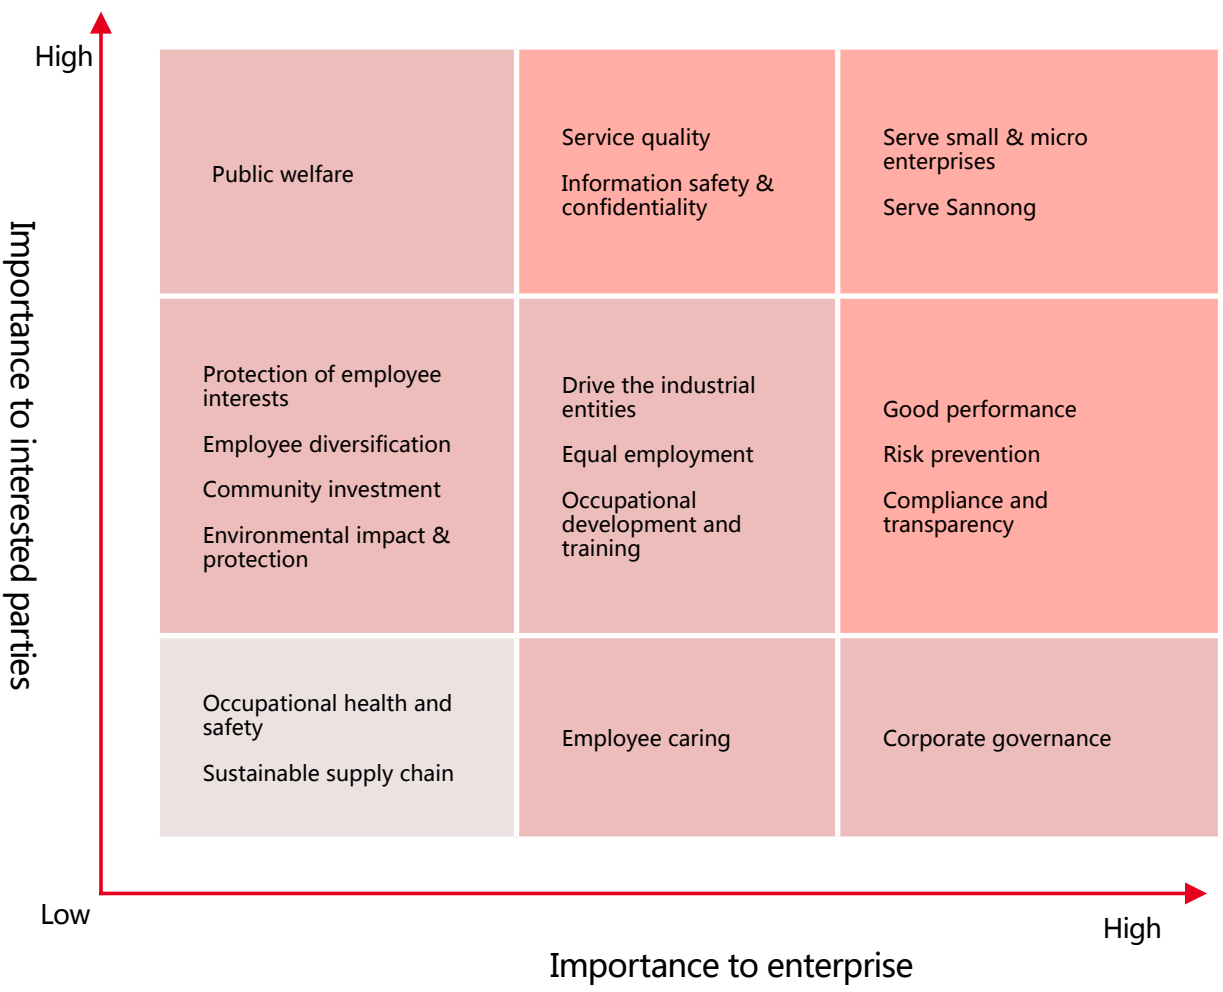 High
Public welfare
Service quality
Information safety &
confidentiality
Serve small & micro
enterprises
Serve Sannong
Importance to interested parties
Protection of employee
interests
Employee diversification
Community investment
Environmental impact &
protection
Drive the industrial
entities
Equal employment
Occupational
development and
training
Good performance
Risk prevention
Compliance and
transparency
Occupational health and
safety
Sustainable supply chain
Employee caring
Corporate governance
Low
High
Importance to enterprise